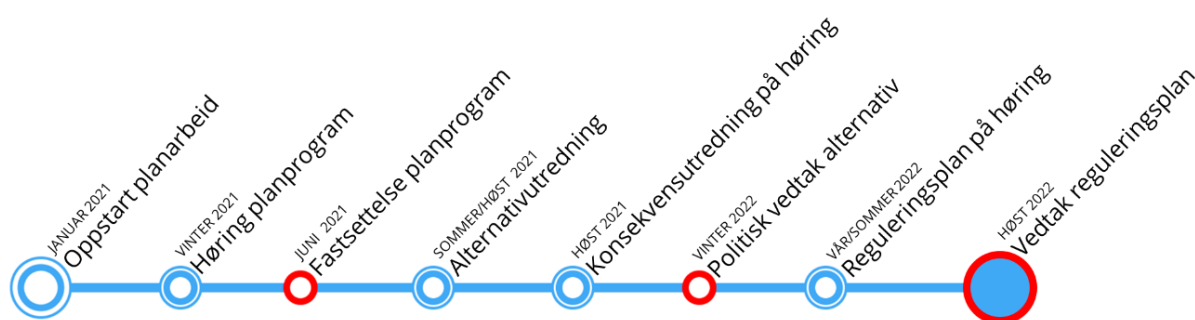 JANUAR 2021
Oppstart planarbeid
VINTER 2021
Høring planprogram
JUNI 2021
Fastsettelse planprogram
SOMMER/HØST 2021
Alternativutredning
HØST 2021
Konsekvensutredning på høring
VINTER 2022
Politisk vedtak alternativ
VÅR/SOMMER 2022
Reguleringsplan på høring
HØST 2022
Vedtak reguleringsplan